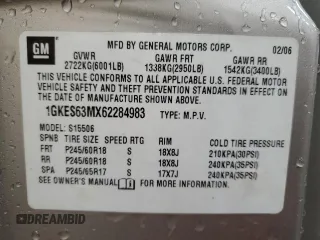 GM
MFD BY GENERAL MOTORS CORP. 02/06
GVWR GAWR FRT GAWR RR
2722KG(6001LB) 1338KG(2950LB) 1542KG(3400LB)
THIS VEHICLE CONFORMS TO ALL APPLICABLE U.S. FEDERAL MOTOR
VEHICLE SAFETY AND THEFT PREVENTION STANDARDS IN EFFECT ON
THE DATE OF MANUFACTURE SHOWN ABOVE.
1GKES63MX62284983 TYPE: M.P.V.
MODEL: S15506
SPNB TIRE SIZE SPEED RTG RIM COLD TIRE PRESSURE
FRT P245/60R18 S 18X8J 210KPA(30PSI)
RR P245/60R18 S 18X8J 240KPA(35PSI)
SPA P245/65R17 S 17X7J 240KPA(35PSI)
SEE OWNER'S MANUAL FOR
DREAMBID